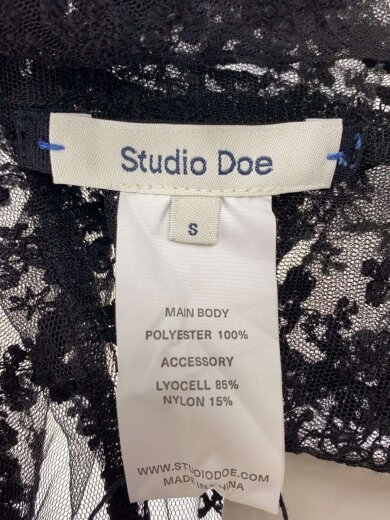 Studio Doe
S
MAIN BODY
POLYESTER 100%
ACCESSORY
LYOCELL 85%
NYLON 15%
WWW.STUDIODOE.COM
MADE IN CHINA